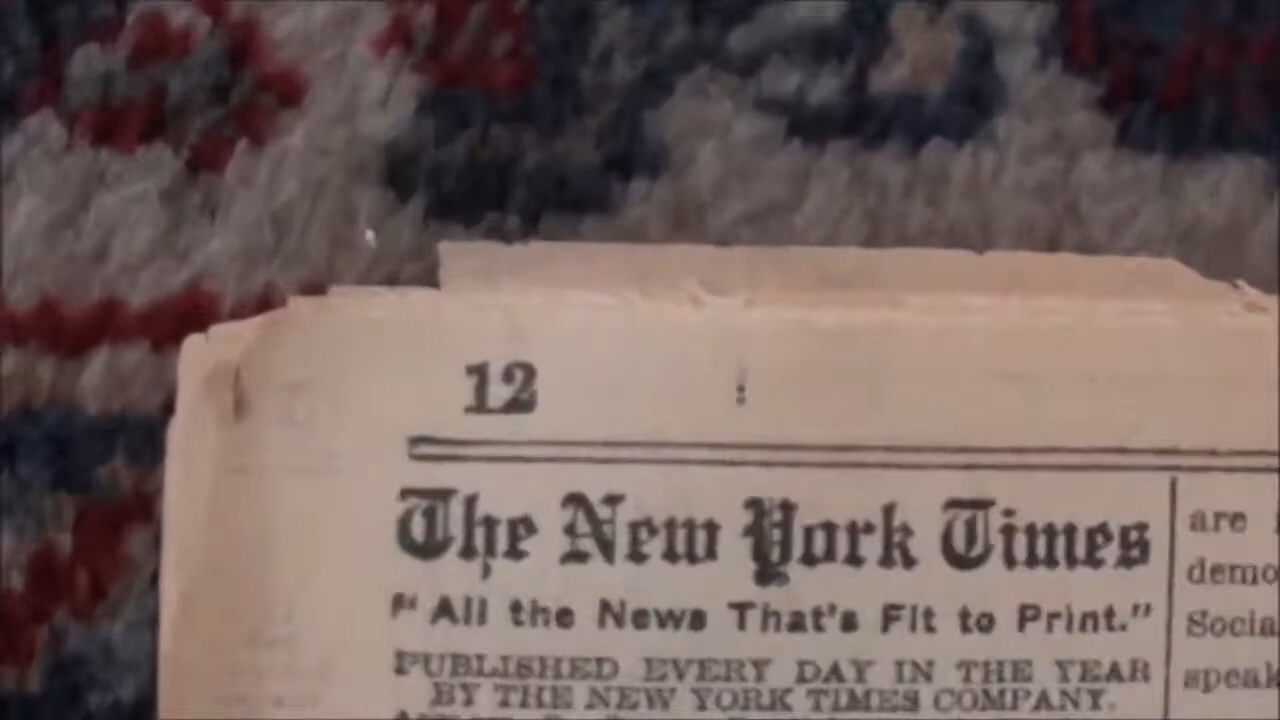 12
The New York Times
"All the News That's Fit to Print."
PUBLISHED EVERY DAY IN THE YEAR
BY THE NEW YORK TIMES COMPANY.
are
demo
Socia
speak